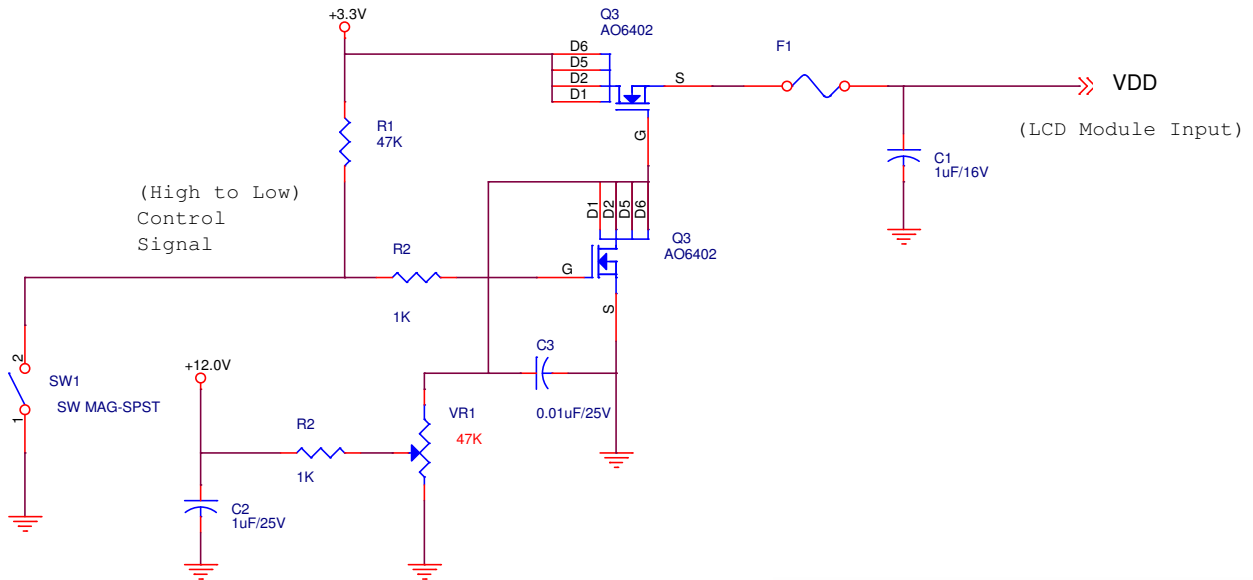 +3.3V
Q3
AO6402
D6
D5
D2
D1
S
G
F1
VDD
(LCD Module Input)
R1
47K
C1
1uF/16V
(High to Low)
Control
Signal
D1
D2
D5
D6
Q3
AO6402
R2
G
1K
S
2
1
SW1
SW MAG-SPST
+12.0V
C3
0.01uF/25V
R2
1K
VR1
47K
C2
1uF/25V